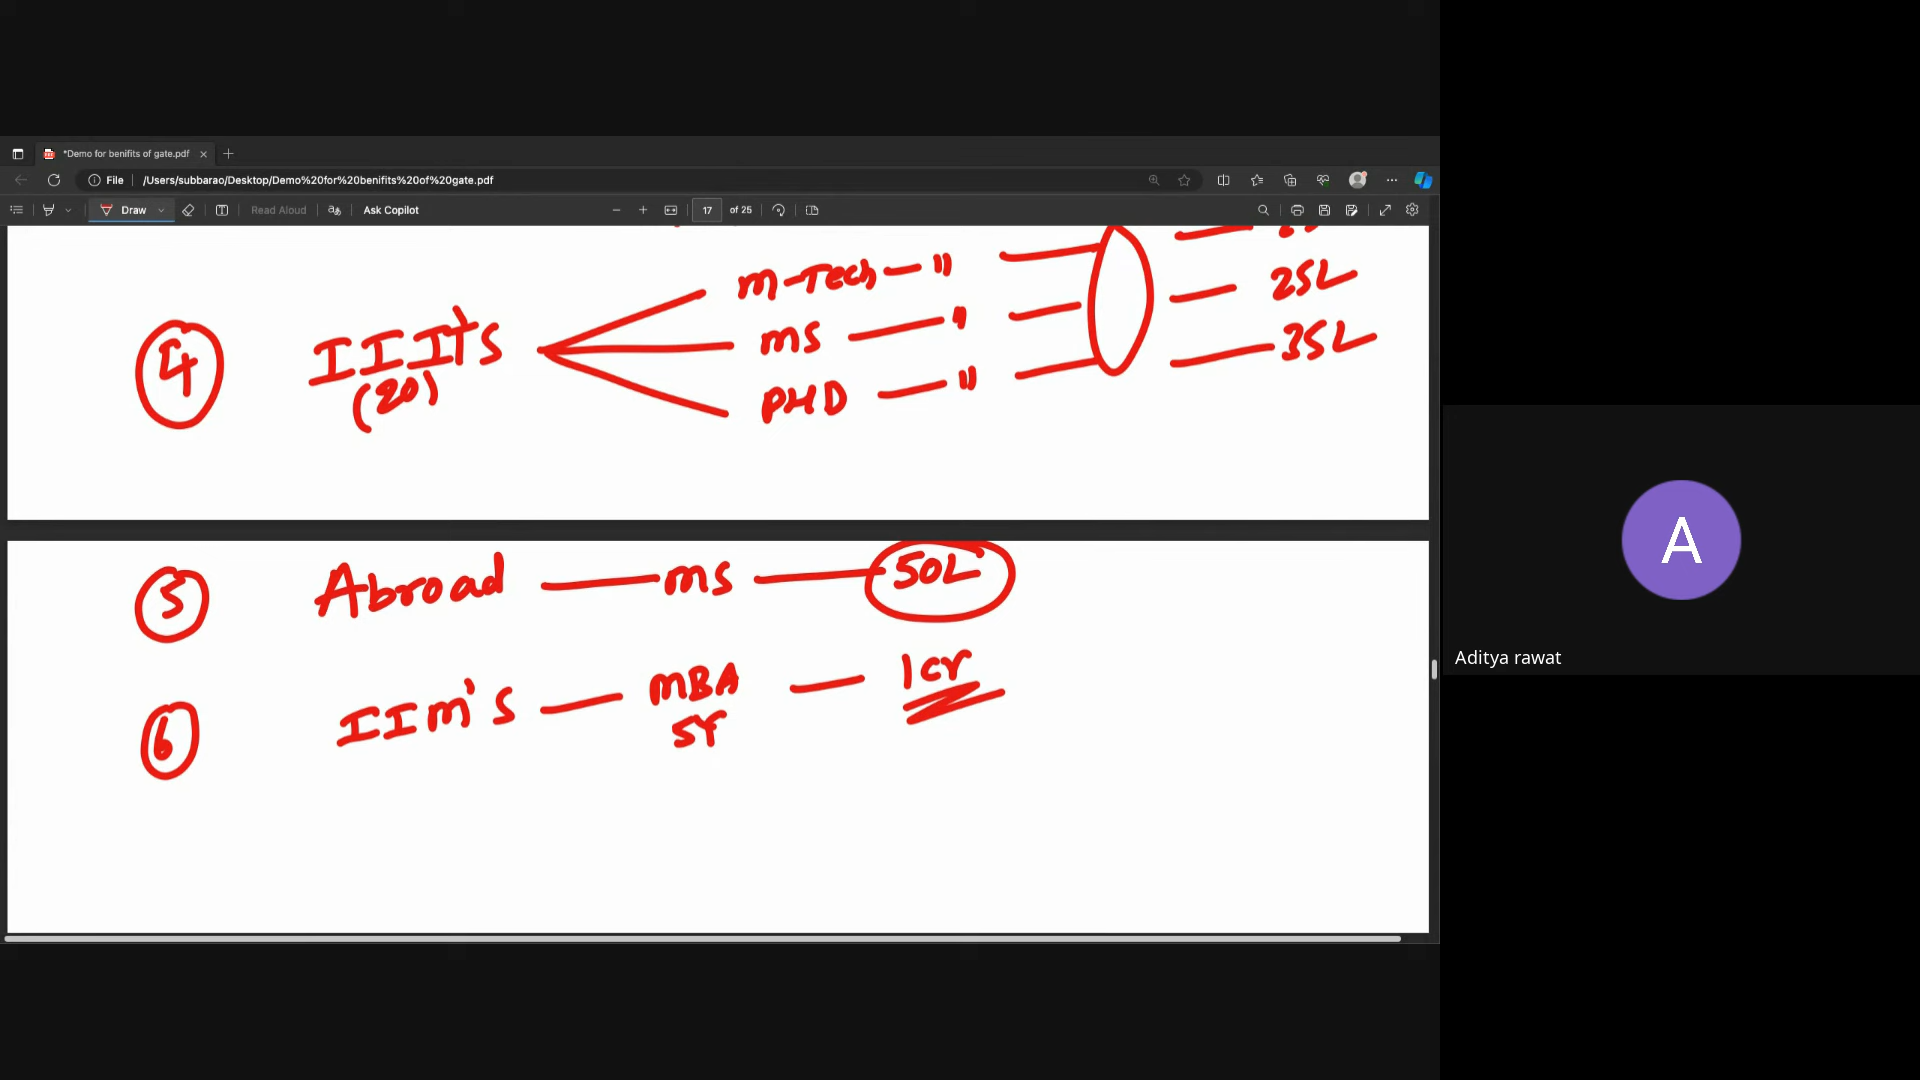 *Demo for benifits of gate.pdf
File /Users/subbarao/Desktop/Demo%20for%20benifits%20of%20gate.pdf
Draw Read Aloud Ask Copilot 17 of 25
m-Tech — "
4 IIIT'S ms — " 25L
(20) PHD — " 35L
5 Abroad — ms — 50L
6 IIm's — mBA — 1cr
5Y
A
Aditya rawat